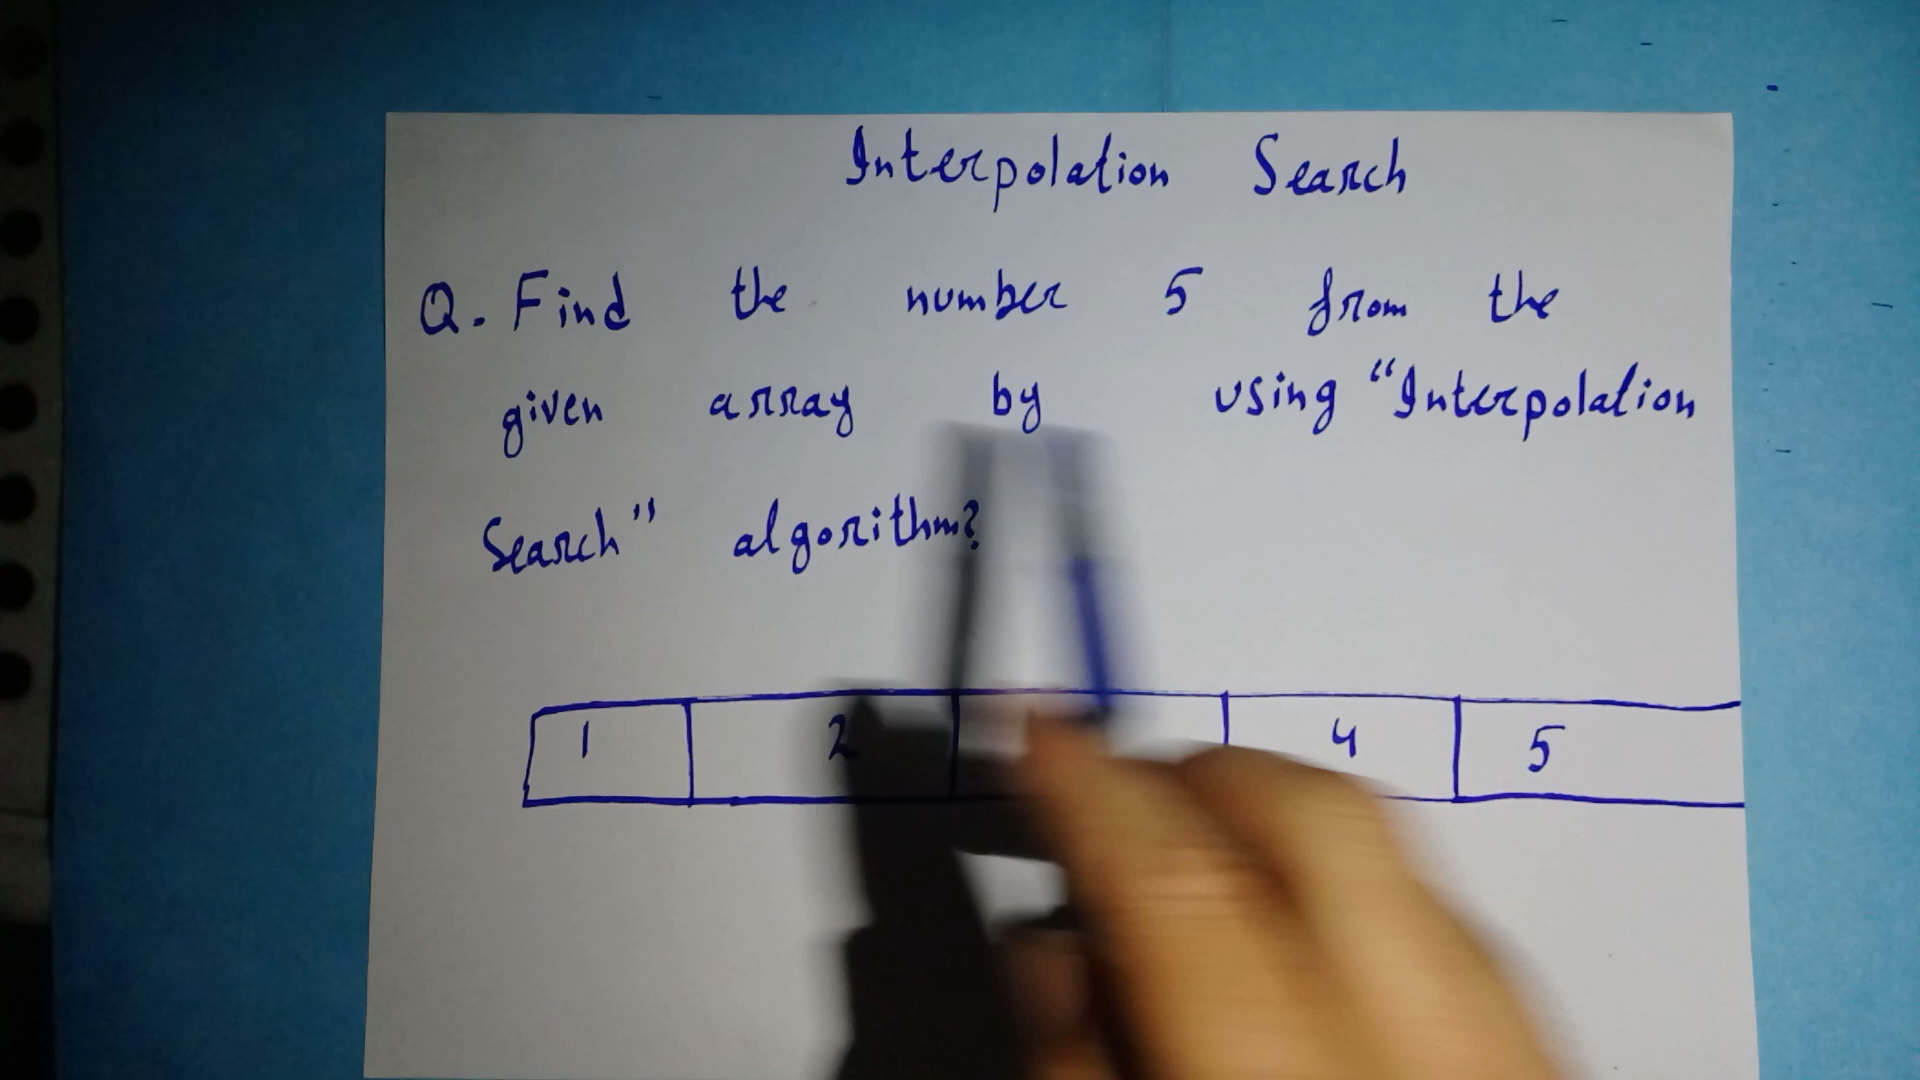 Interpolation Search
Q. Find the number 5 from the
given array by using "Interpolation
Search" algorithm?
1 2 4 5